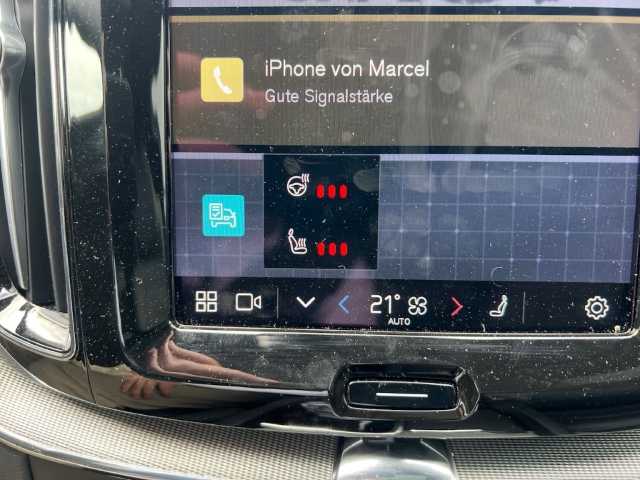 iPhone von Marcel
Gute Signalstärke
21°
AUTO